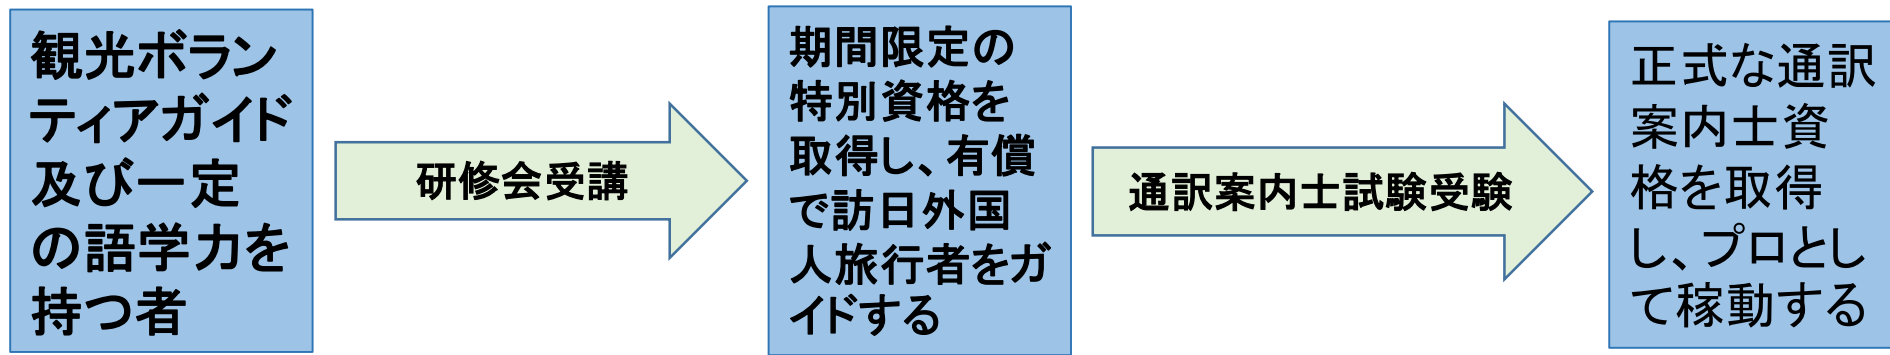 観光ボラン
ティアガイド
及び一定
の語学力を
持つ者
研修会受講
期間限定の
特別資格を
取得し、有償
で訪日外国
人旅行者をガ
イドする
通訳案内士試験受験
正式な通訳
案内士資
格を取得
し、プロとし
て稼動する